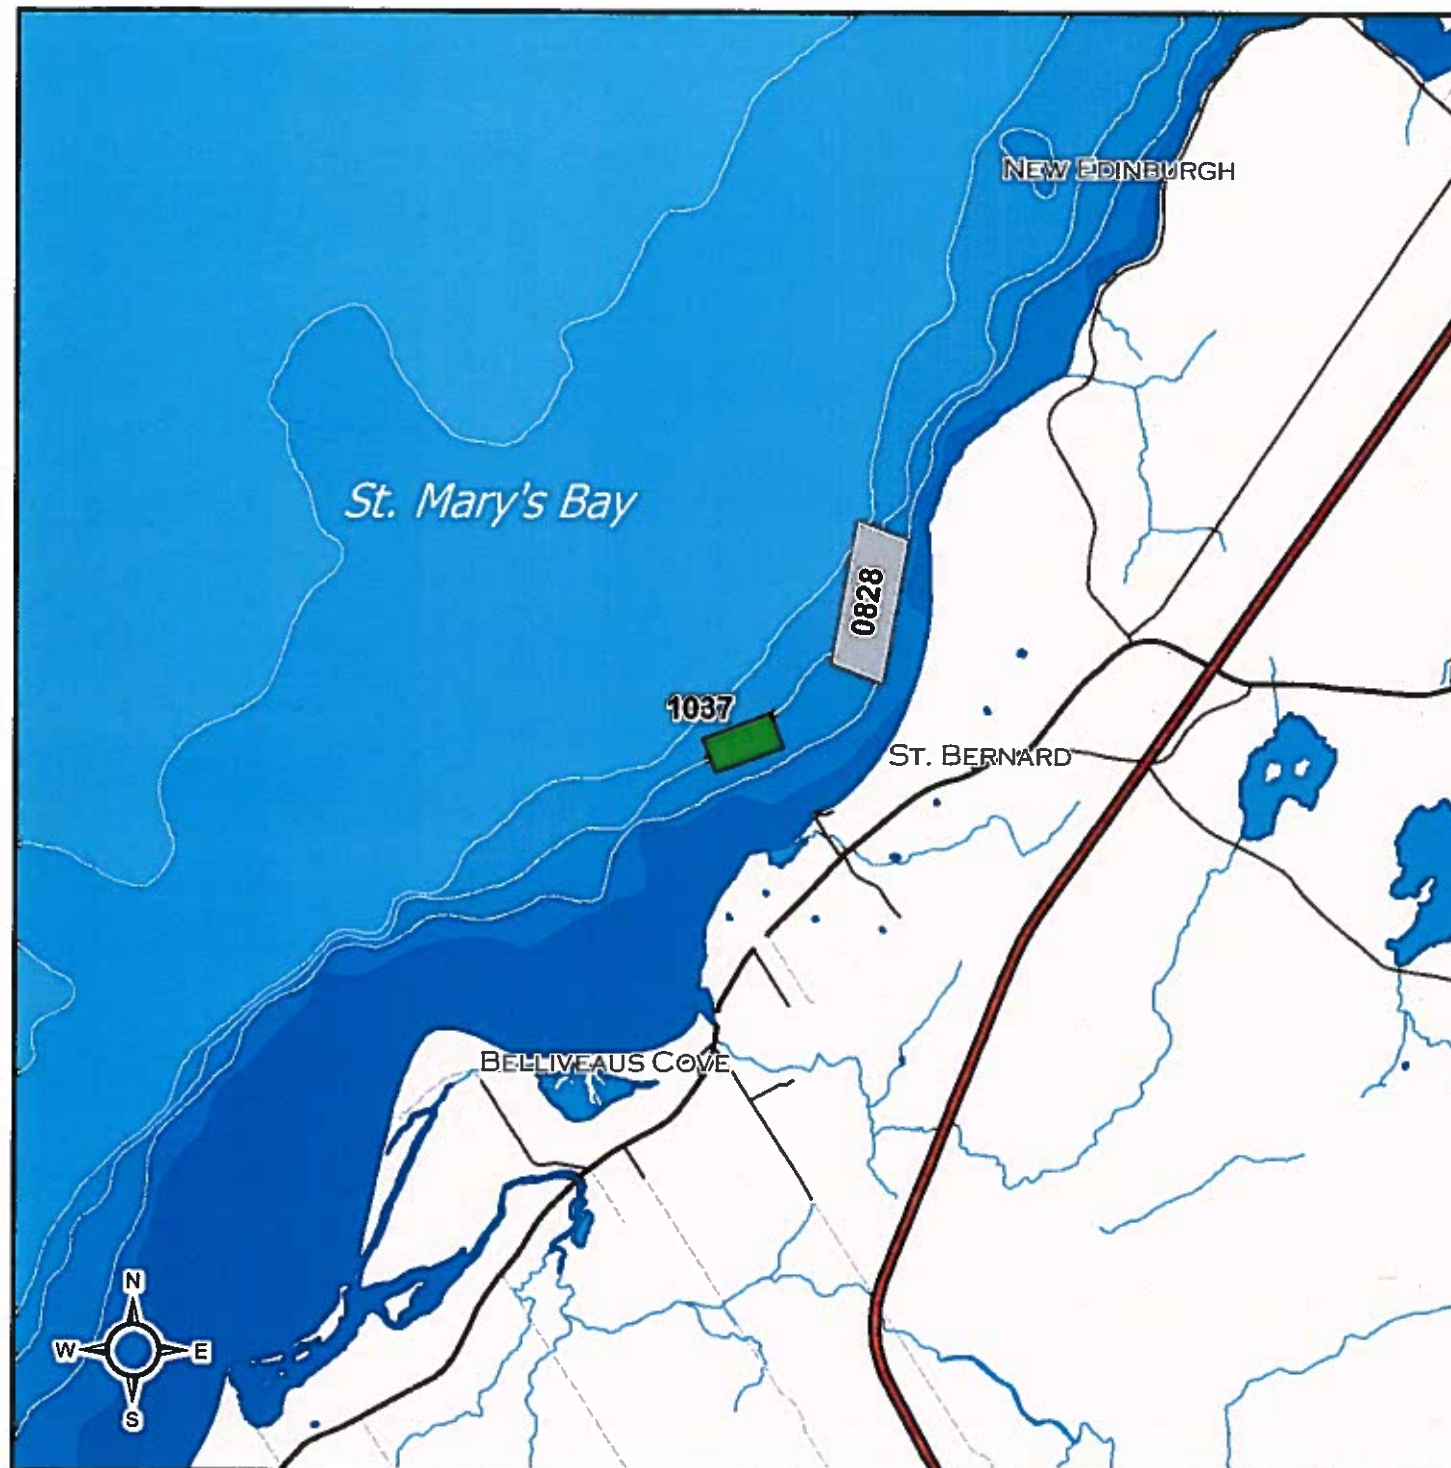 NEW EDINBURGH
St. Mary's Bay
0828
1037
ST. BERNARD
BELLIVEAUS COVE
N
W
E
S